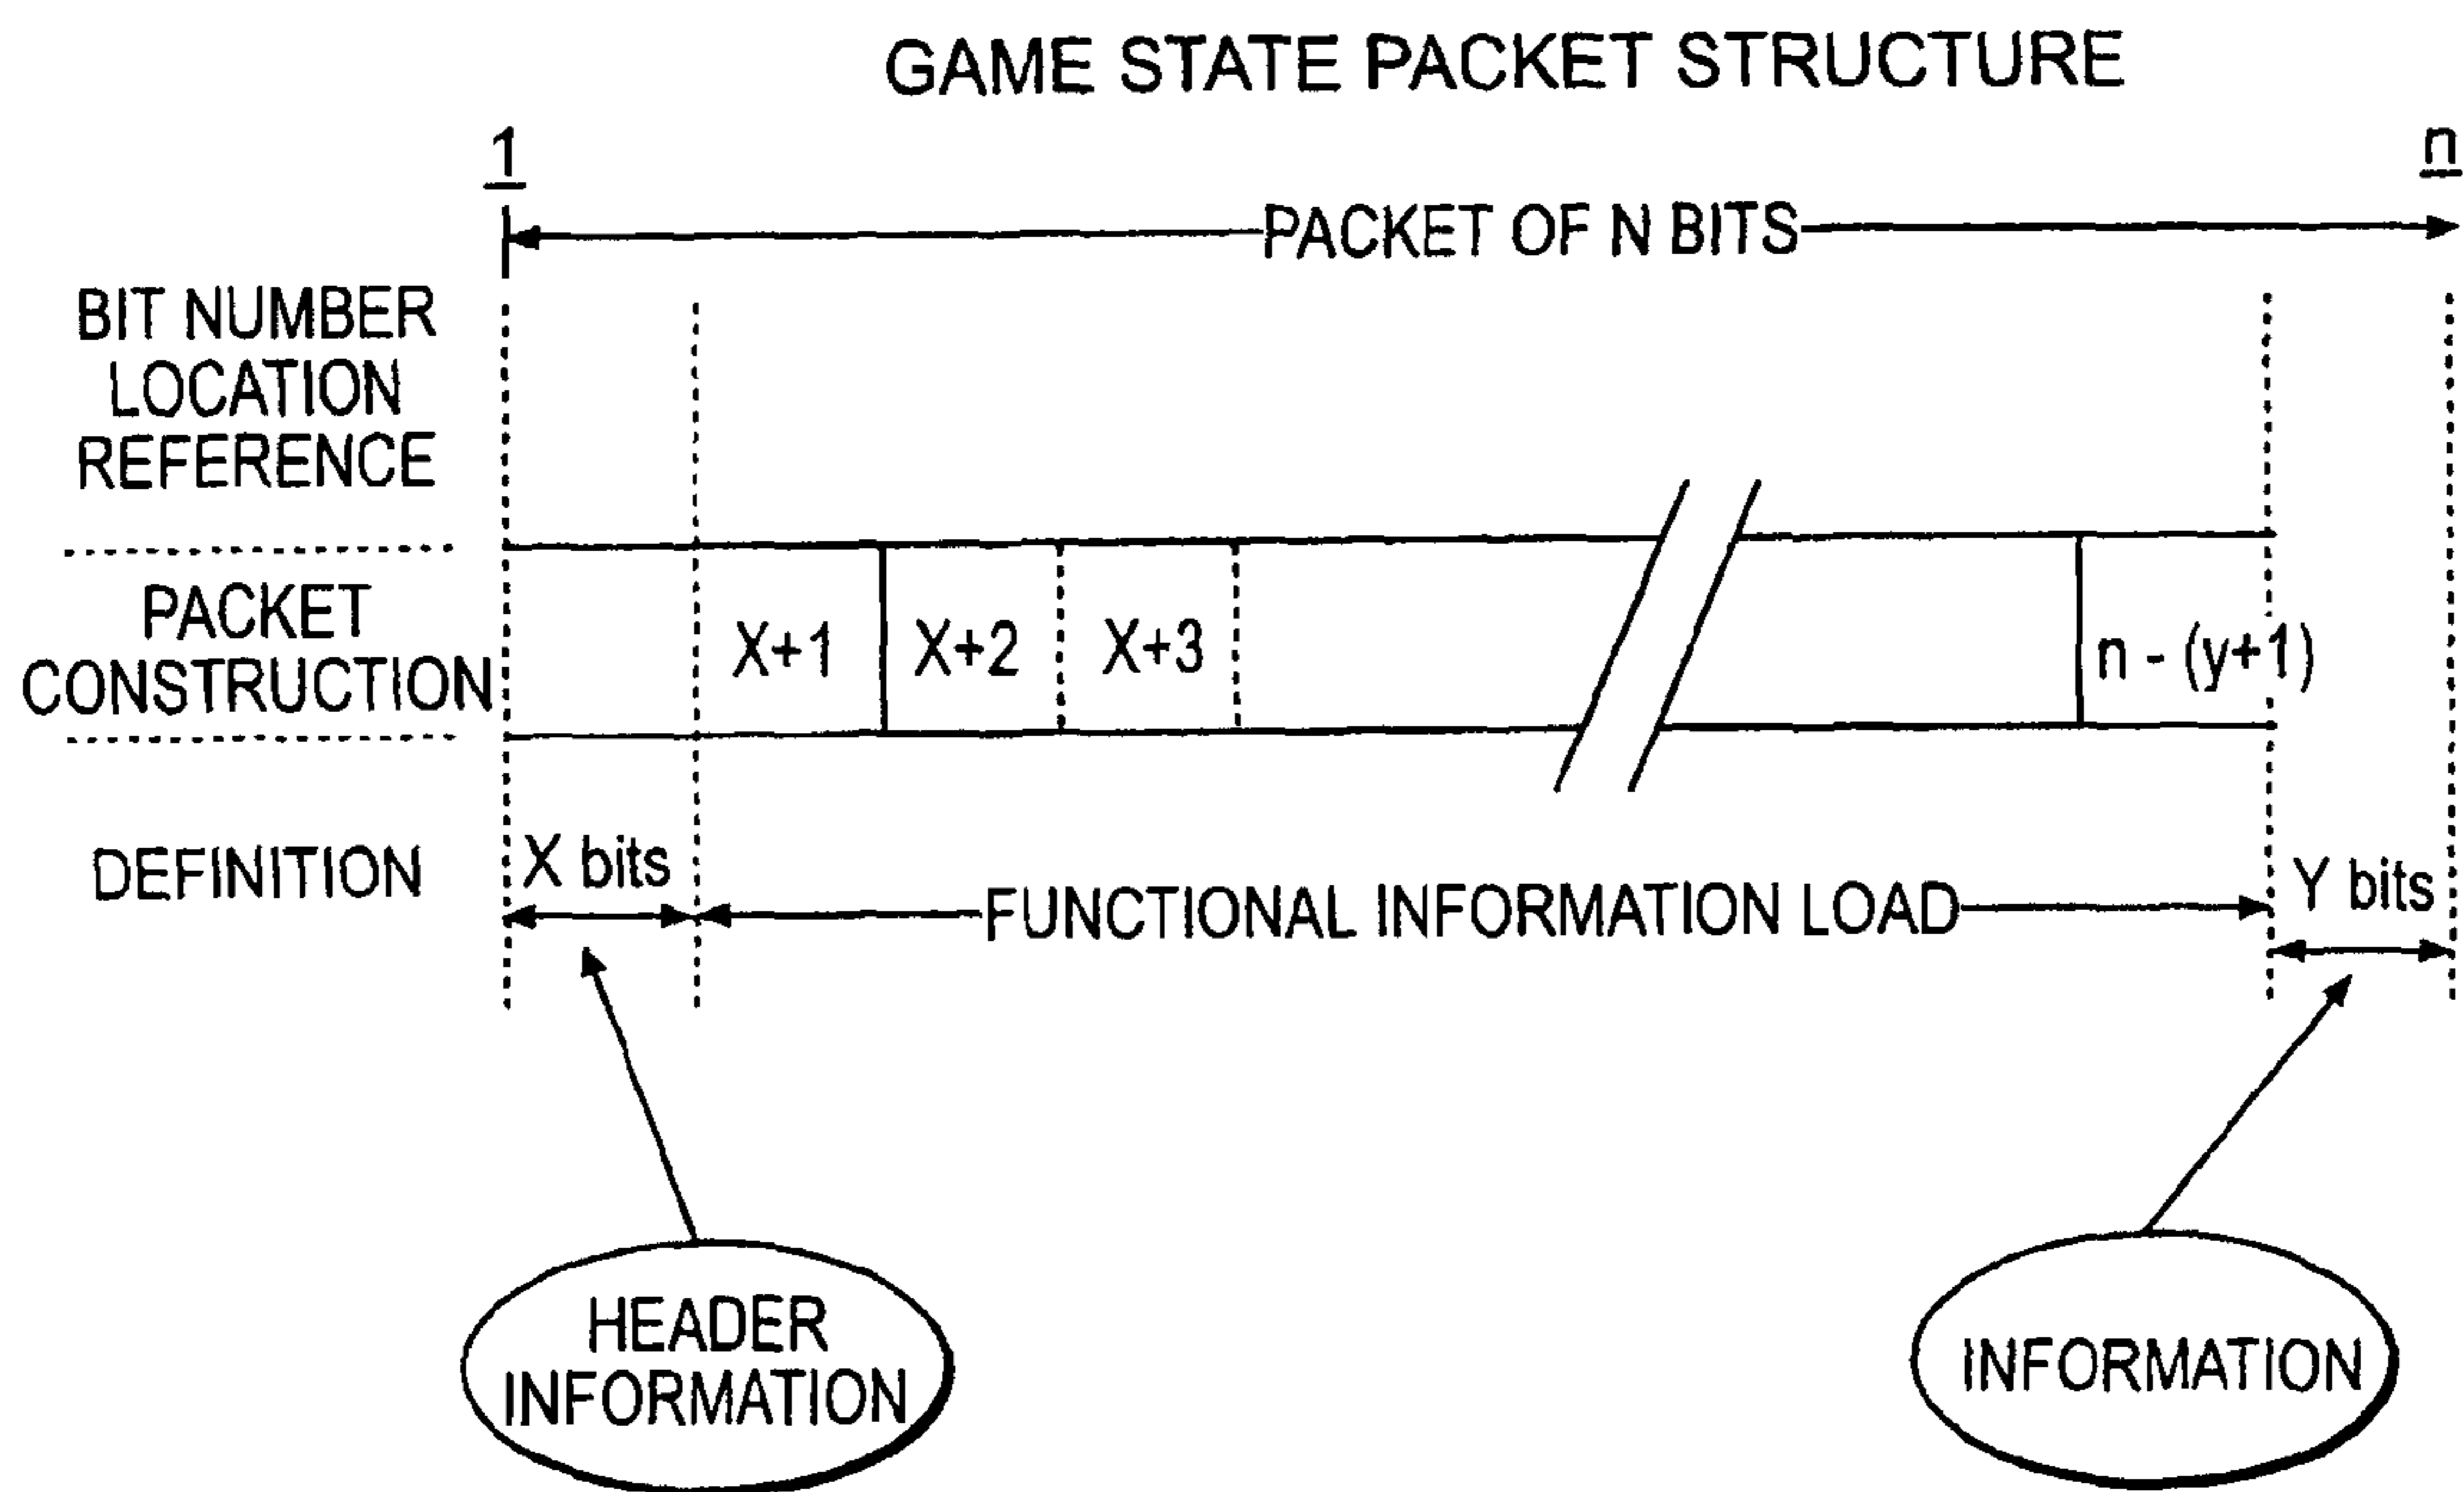 GAME STATE PACKET STRUCTURE
1
n
PACKET OF N BITS
BIT NUMBER
LOCATION
REFERENCE
PACKET
CONSTRUCTION
X+1
X+2
X+3
n - (y+1)
DEFINITION
X bits
FUNCTIONAL INFORMATION LOAD
Y bits
HEADER
INFORMATION
INFORMATION